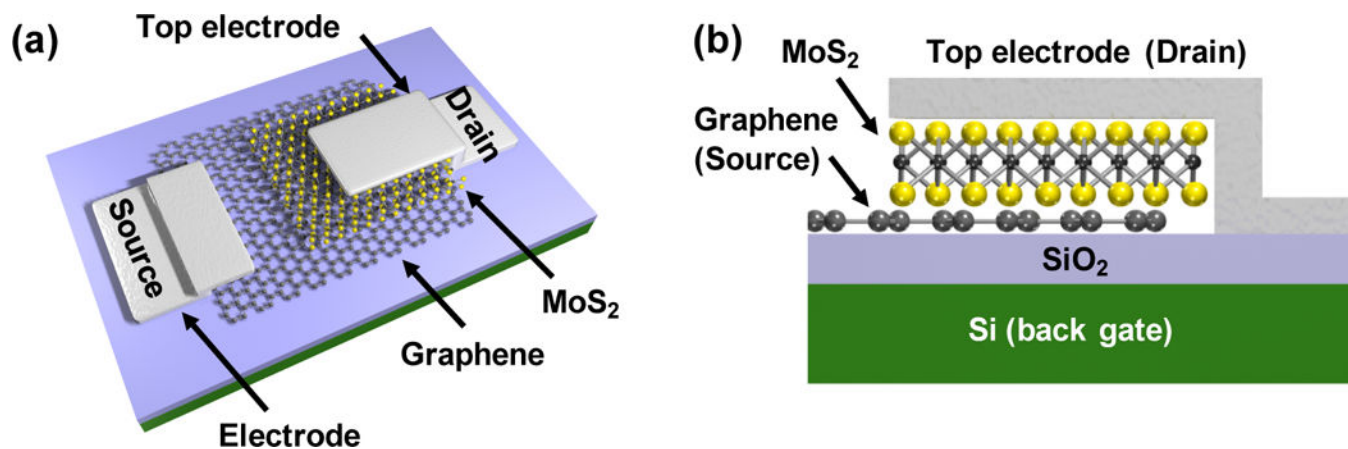 (a)
Top electrode
Drain
Source
MoS₂
Graphene
Electrode
(b)
MoS₂
Top electrode (Drain)
Graphene
(Source)
SiO₂
Si (back gate)